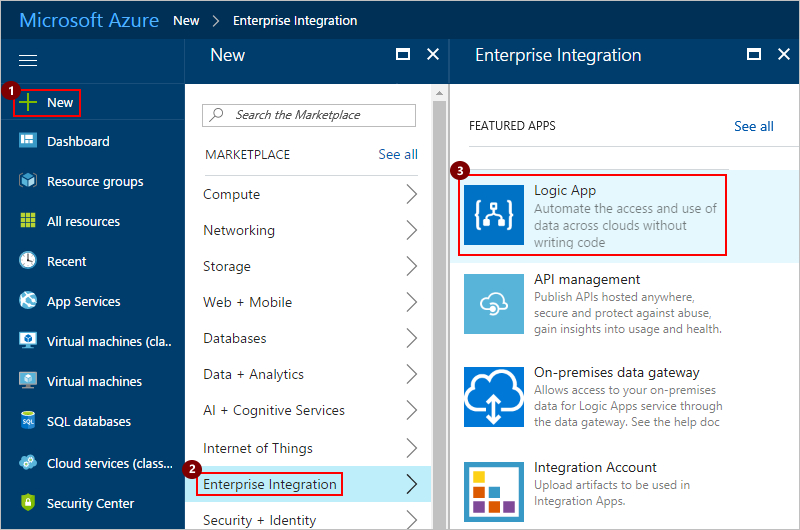 Microsoft Azure New > Enterprise Integration
1
New
Dashboard
Resource groups
All resources
Recent
App Services
Virtual machines (cla..
Virtual machines
SQL databases
Cloud services (class...
Security Center
New
Search the Marketplace
MARKETPLACE See all
Compute
Networking
Storage
Web + Mobile
Databases
Data + Analytics
AI + Cognitive Services
Internet of Things
2
Enterprise Integration
Security + Identity
Enterprise Integration
FEATURED APPS See all
3
Logic App
Automate the access and use of
data across clouds without
writing code
API management
Publish APIs hosted anywhere,
secure and protect against abuse,
gain insights into usage and health.
On-premises data gateway
Allows access to your on-premises
data for Logic Apps service through
the data gateway. See the help doc
Integration Account
Upload artifacts to be used in
Integration Apps.